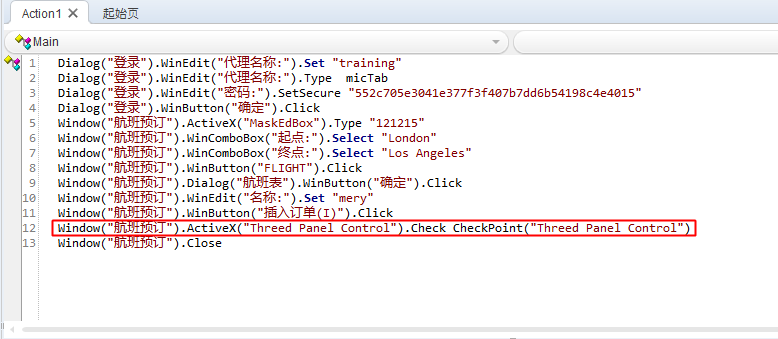 Action1 × 起始页
Main
1 Dialog("登录").WinEdit("代理名称:").Set "training"
2 Dialog("登录").WinEdit("代理名称:").Type  micTab
3 Dialog("登录").WinEdit("密码:").SetSecure "552c705e3041e377f3f407b7dd6b54198c4e4015"
4 Dialog("登录").WinButton("确定").Click
5 Window("航班预订").ActiveX("MaskEdBox").Type "121215"
6 Window("航班预订").WinComboBox("起点:").Select "London"
7 Window("航班预订").WinComboBox("终点:").Select "Los Angeles"
8 Window("航班预订").WinButton("FLIGHT").Click
9 Window("航班预订").Dialog("航班表").WinButton("确定").Click
10 Window("航班预订").WinEdit("名称:").Set "mery"
11 Window("航班预订").WinButton("插入订单(I)").Click
12 Window("航班预订").ActiveX("Threed Panel Control").Check CheckPoint("Threed Panel Control")
13 Window("航班预订").Close